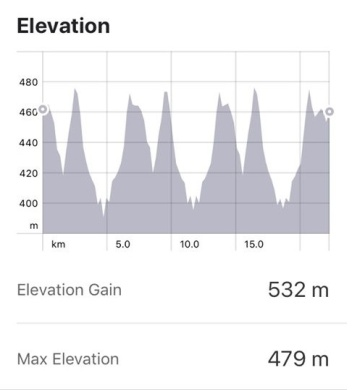 Elevation
480
460
440
420
400
m
km 5.0 10.0 15.0
Elevation Gain 532 m
Max Elevation 479 m